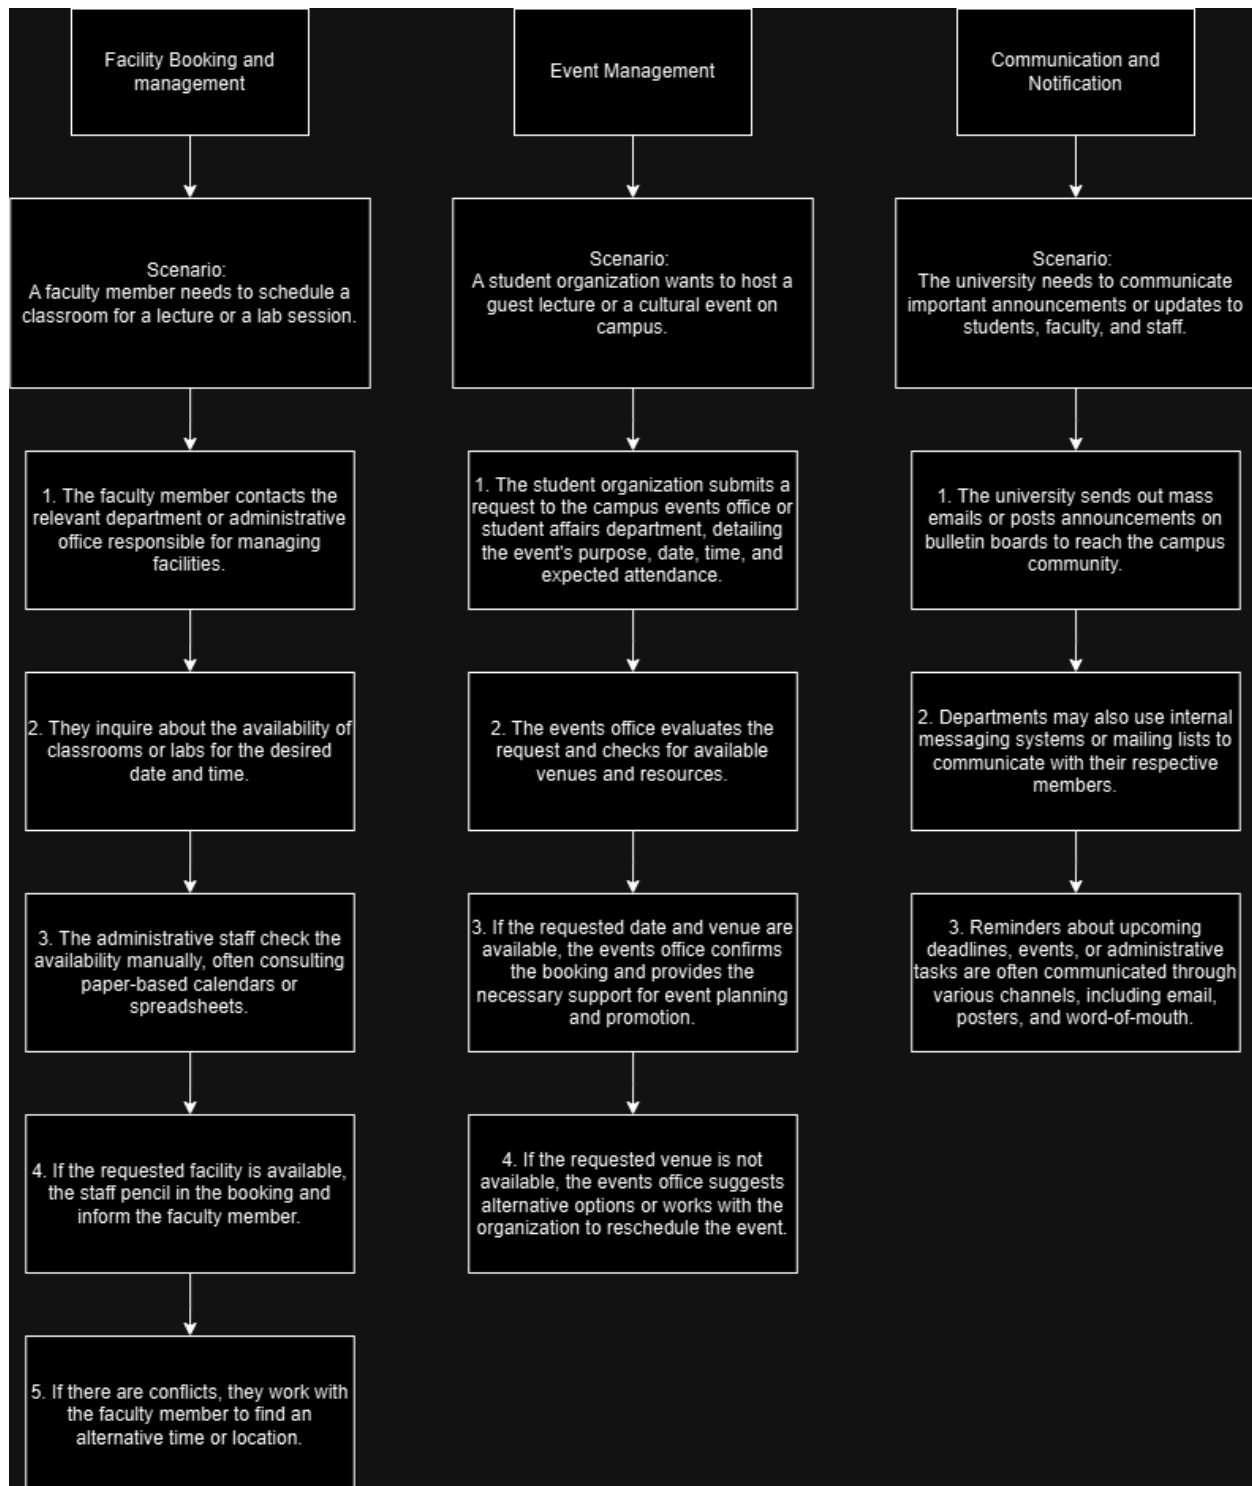 Facility Booking and
management
Scenario:
A faculty member needs to schedule a
classroom for a lecture or a lab session.
1. The faculty member contacts the
relevant department or administrative
office responsible for managing
facilities.
2. They inquire about the availability of
classrooms or labs for the desired
date and time.
3. The administrative staff check the
availability manually, often consulting
paper-based calendars or
spreadsheets.
4. If the requested facility is available,
the staff pencil in the booking and
inform the faculty member.
5. If there are conflicts, they work with
the faculty member to find an
alternative time or location.
Event Management
Scenario:
A student organization wants to host a
guest lecture or a cultural event on
campus.
1. The student organization submits a
request to the campus events office or
student affairs department, detailing
the event's purpose, date, time, and
expected attendance.
2. The events office evaluates the
request and checks for available
venues and resources.
3. If the requested date and venue are
available, the events office confirms
the booking and provides the
necessary support for event planning
and promotion.
4. If the requested venue is not
available, the events office suggests
alternative options or works with the
organization to reschedule the event.
Communication and
Notification
Scenario:
The university needs to communicate
important announcements or updates to
students, faculty, and staff.
1. The university sends out mass
emails or posts announcements on
bulletin boards to reach the campus
community.
2. Departments may also use internal
messaging systems or mailing lists to
communicate with their respective
members.
3. Reminders about upcoming
deadlines, events, or administrative
tasks are often communicated through
various channels, including email,
posters, and word-of-mouth.